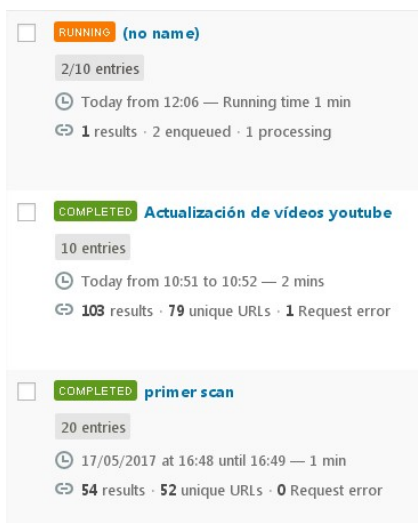 RUNNING (no name)
2/10 entries
Today from 12:06 — Running time 1 min
1 results · 2 enqueued · 1 processing
COMPLETED Actualización de vídeos youtube
10 entries
Today from 10:51 to 10:52 — 2 mins
103 results · 79 unique URLs · 1 Request error
COMPLETED primer scan
20 entries
17/05/2017 at 16:48 until 16:49 — 1 min
54 results · 52 unique URLs · 0 Request error